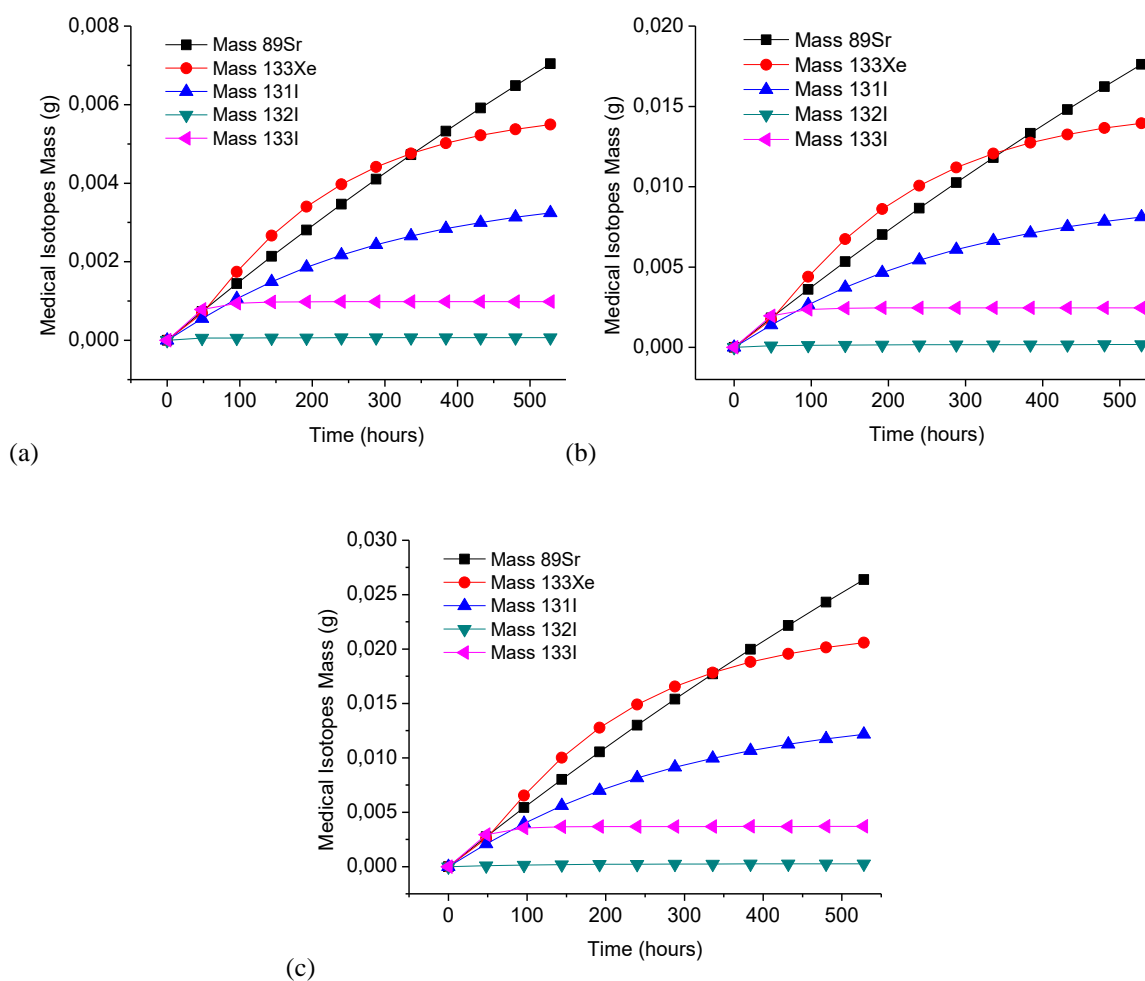 0,008
0,006
0,004
0,002
0,000
Medical Isotopes Mass (g)
Mass 89Sr
Mass 133Xe
Mass 131I
Mass 132I
Mass 133I
0 100 200 300 400 500
Time (hours)
(a)
0,020
0,015
0,010
0,005
0,000
Medical Isotopes Mass (g)
Mass 89Sr
Mass 133Xe
Mass 131I
Mass 132I
Mass 133I
0 100 200 300 400 500
Time (hours)
(b)
0,030
0,025
0,020
0,015
0,010
0,005
0,000
Medical Isotopes Mass (g)
Mass 89Sr
Mass 133Xe
Mass 131I
Mass 132I
Mass 133I
0 100 200 300 400 500
Time (hours)
(c)